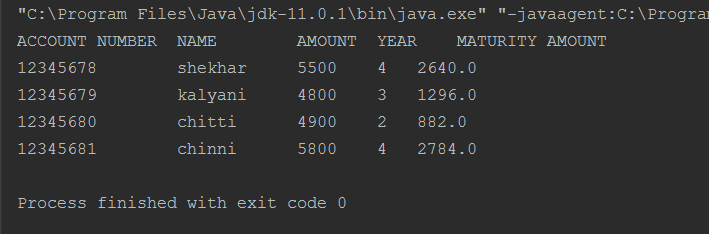 "C:\Program Files\Java\jdk-11.0.1\bin\java.exe" "-javaagent:C:\Program
ACCOUNT NUMBER  NAME        AMOUNT  YEAR    MATURITY AMOUNT
12345678        shekhar     5500    4   2640.0
12345679        kalyani     4800    3   1296.0
12345680        chitti      4900    2   882.0
12345681        chinni      5800    4   2784.0
Process finished with exit code 0